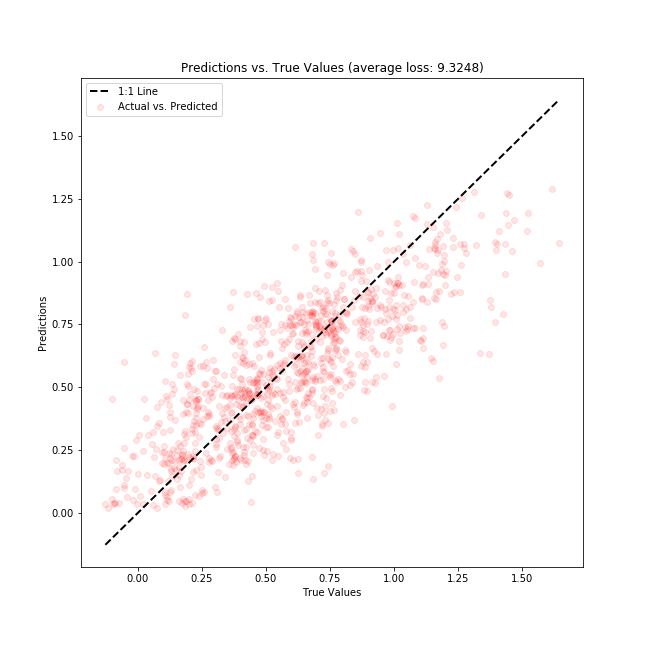 Predictions vs. True Values (average loss: 9.3248)
1:1 Line
Actual vs. Predicted
1.50
1.25
1.00
0.75
0.50
0.25
0.00
Predictions
0.00 0.25 0.50 0.75 1.00 1.25 1.50
True Values